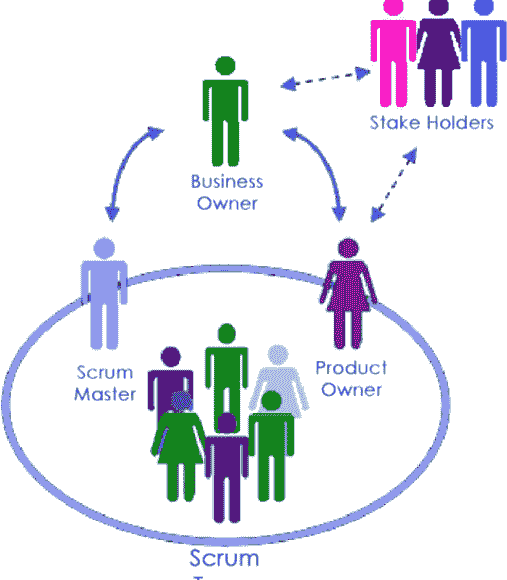 Stake Holders
Business
Owner
Scrum
Master
Product
Owner
Scrum